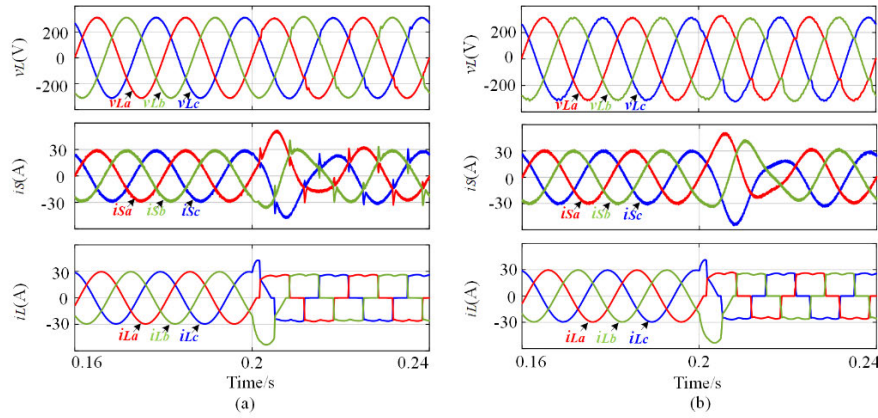 vL(V)
200
0
-200
vLa
vLb
vLc
iS(A)
30
0
-30
iSa
iSb
iSc
iL(A)
30
0
-30
iLa
iLb
iLc
0.16
0.2
0.24
Time/s
(a)
vL(V)
200
0
-200
vLa
vLb
vLc
iS(A)
30
0
-30
iSa
iSb
iSc
iL(A)
30
0
-30
iLa
iLb
iLc
0.16
0.2
0.24
Time/s
(b)